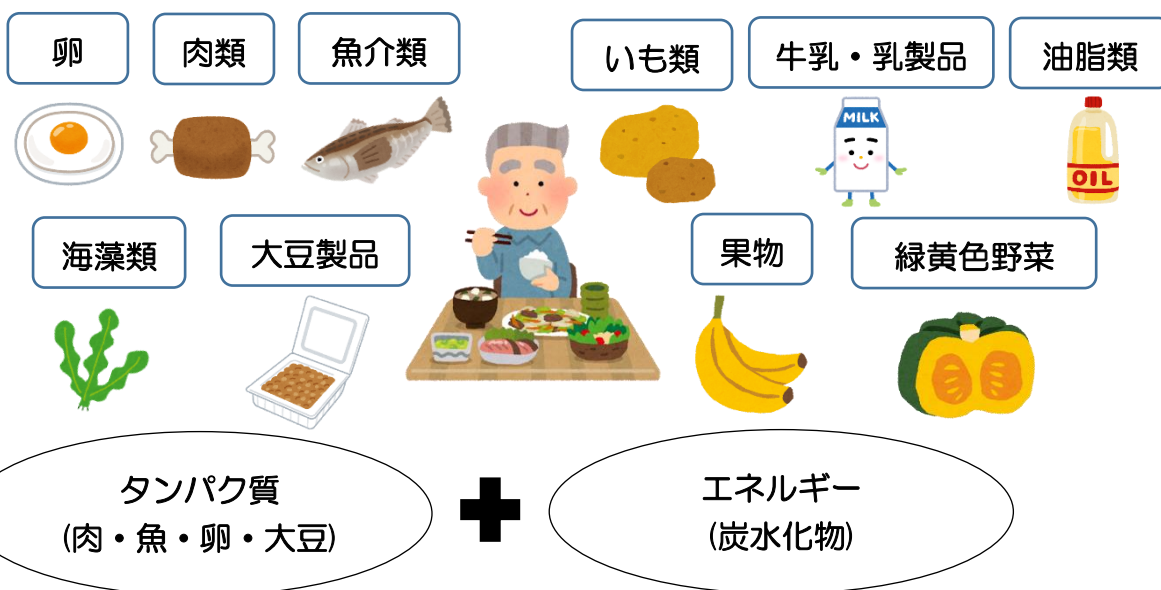 卵
肉類
魚介類
いも類
牛乳・乳製品
油脂類
MILK
OIL
海藻類
大豆製品
果物
緑黄色野菜
タンパク質
(肉・魚・卵・大豆)
エネルギー
(炭水化物)